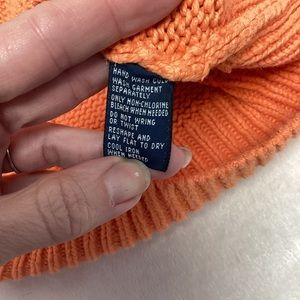 HAND WASH COLD
WASH GARMENT
SEPARATELY
ONLY NON-CHLORINE
BLEACH WHEN NEEDED
DO NOT WRING
OR TWIST
RESHAPE AND
LAY FLAT TO DRY
COOL IRON
WHEN NEEDED